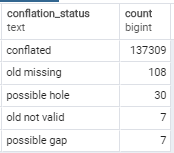 conflation_status count
text bigint
conflated 137309
old missing 108
possible hole 30
old not valid 7
possible gap 7